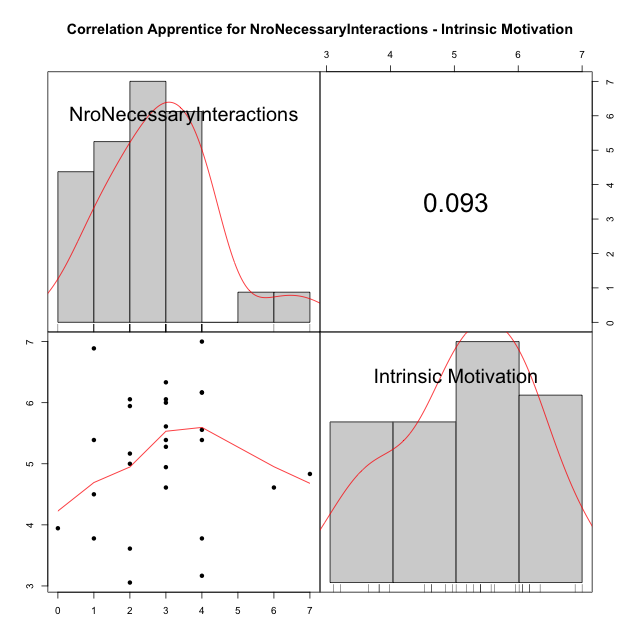 Correlation Apprentice for NroNecessaryInteractions - Intrinsic Motivation
3 4 5 6 7
NroNecessaryInteractions
0.093
0 1 2 3 4 5 6 7
Intrinsic Motivation
3 4 5 6 7
0 1 2 3 4 5 6 7